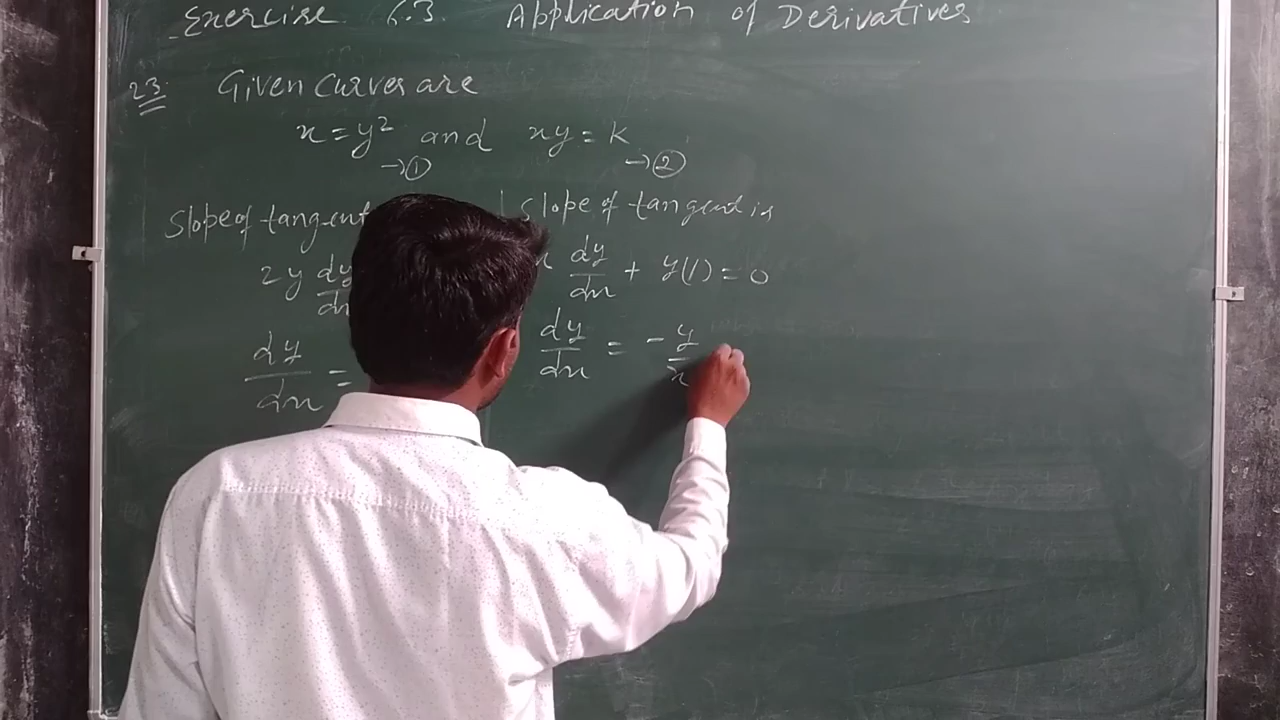 Exercise 6.3. Application of Derivatives
23. Given curves are
x = y² and xy = k
→① →②
Slope of tangent | Slope of tangent is
2y dy/dx x dy/dx + y(1) = 0
dy/dx = dy/dx = -y/x